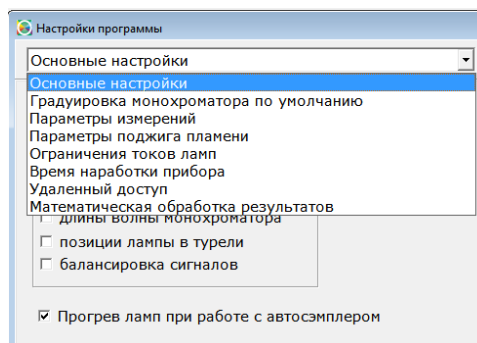 Настройки программы
Основные настройки
Основные настройки
Градуировка монохроматора по умолчанию
Параметры измерений
Параметры поджига пламени
Ограничения токов ламп
Время наработки прибора
Удаленный доступ
Математическая обработка результатов
длины волны монохроматора
позиции лампы в турели
балансировка сигналов
Прогрев ламп при работе с автосэмплером